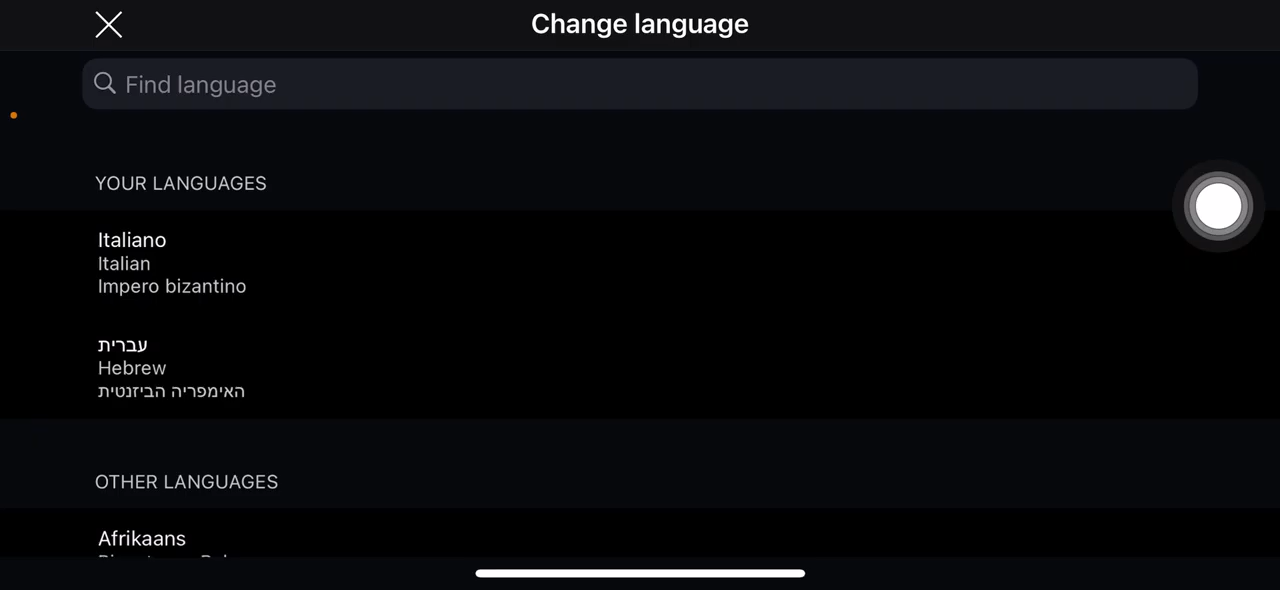 Change language
Find language
YOUR LANGUAGES
Italiano
Italian
Impero bizantino
עברית
Hebrew
האימפריה הביזנטית
OTHER LANGUAGES
Afrikaans